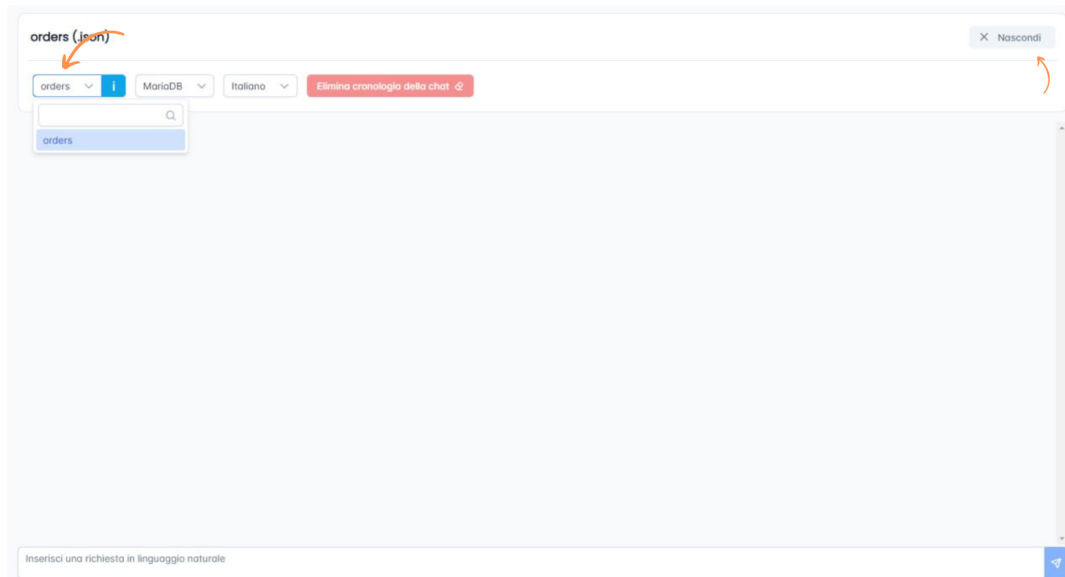 orders (.json)
Nascondi
orders
i
MariaDB
Italiano
Elimina cronologia della chat
orders
Inserisci una richiesta in linguaggio naturale